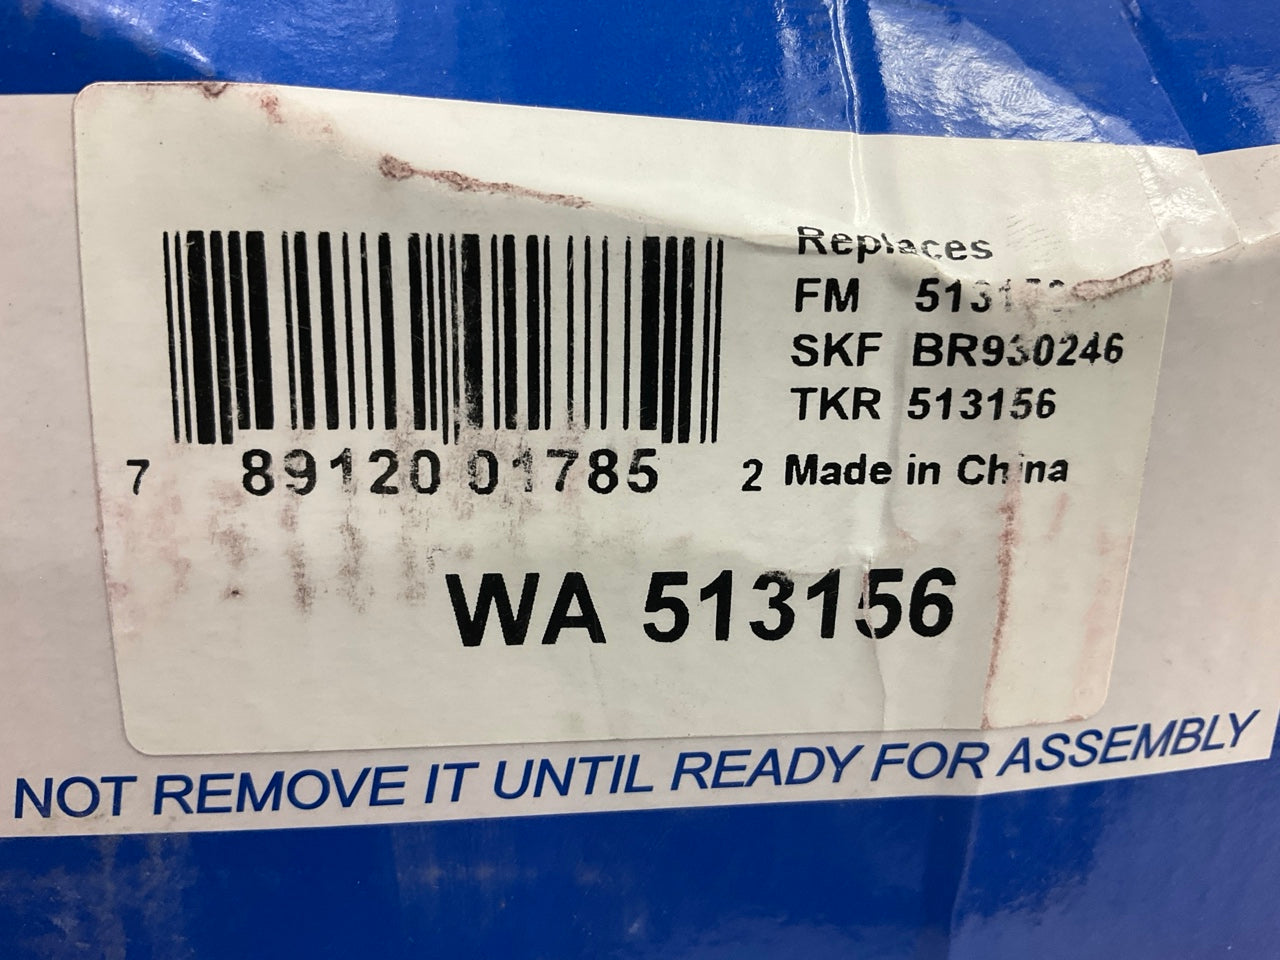 Replaces
FM
SKF BR930246
TKR 513156
7 89120 01785 2
Made in China
WA 513156
NOT REMOVE IT UNTIL READY FOR ASSEMBLY